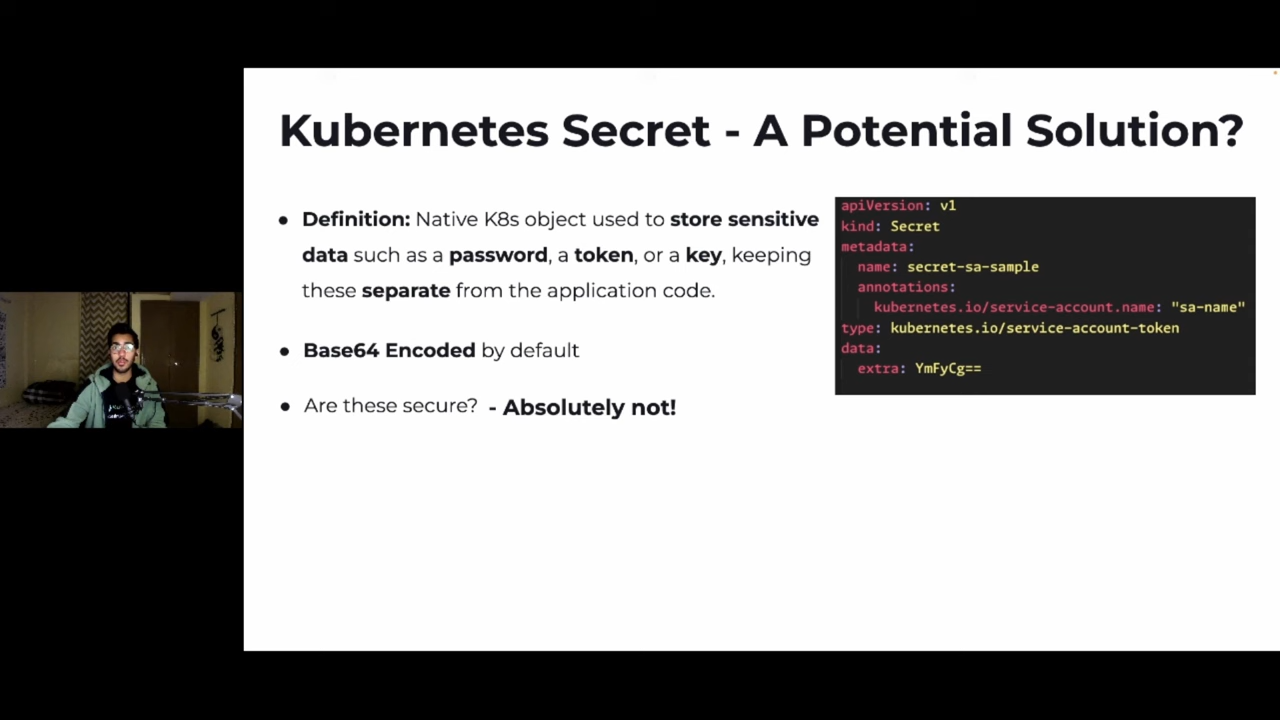 Kubernetes Secret - A Potential Solution?
● Definition: Native K8s object used to store sensitive
data such as a password, a token, or a key, keeping
these separate from the application code.
● Base64 Encoded by default
● Are these secure? - Absolutely not!
apiVersion: v1
kind: Secret
metadata:
name: secret-sa-sample
annotations:
kubernetes.io/service-account.name: "sa-name"
type: kubernetes.io/service-account-token
data:
extra: YmFyCg==